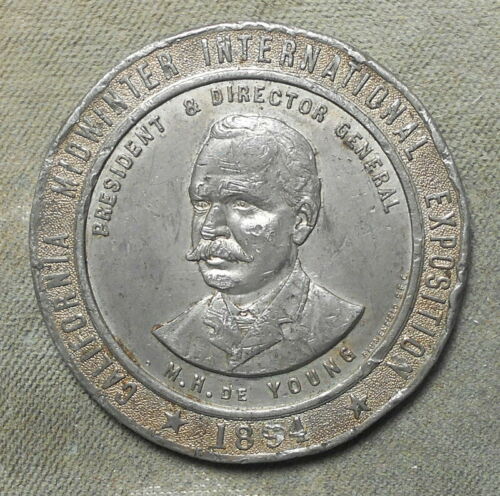 CALIFORNIA MIDWINTER INTERNATIONAL EXPOSITION
★ 1894 ★
PRESIDENT & DIRECTOR GENERAL
M.H. DE YOUNG